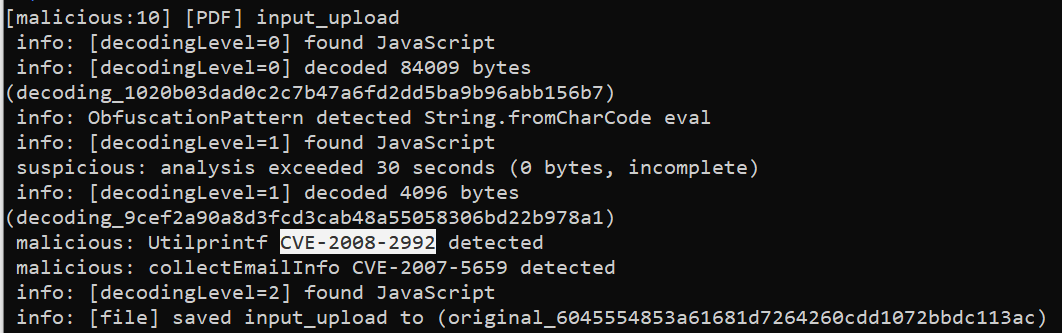 [malicious:10] [PDF] input_upload
info: [decodingLevel=0] found JavaScript
info: [decodingLevel=0] decoded 84009 bytes
(decoding_1020b03dad0c2c7b47a6fd2dd5ba9b96abb156b7)
info: ObfuscationPattern detected String.fromCharCode eval
info: [decodingLevel=1] found JavaScript
suspicious: analysis exceeded 30 seconds (0 bytes, incomplete)
info: [decodingLevel=1] decoded 4096 bytes
(decoding_9cef2a90a8d3fcd3cab48a55058306bd22b978a1)
malicious: Utilprintf CVE-2008-2992 detected
malicious: collectEmailInfo CVE-2007-5659 detected
info: [decodingLevel=2] found JavaScript
info: [file] saved input_upload to (original_6045554853a61681d7264260cdd1072bbdc113ac)